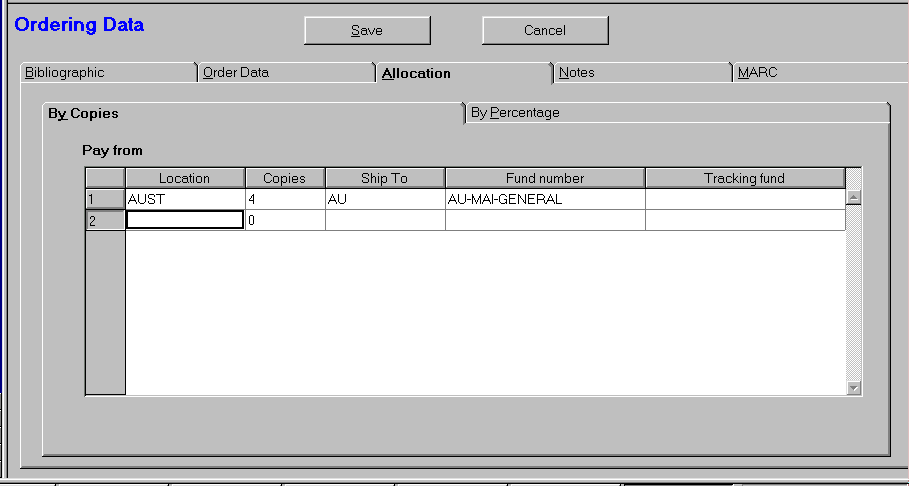 Ordering Data Save Cancel
Bibliographic Order Data Allocation Notes MARC
By Copies By Percentage
Pay from
Location Copies Ship To Fund number Tracking fund
1 AUST 4 AU AU-MAI-GENERAL
2 0